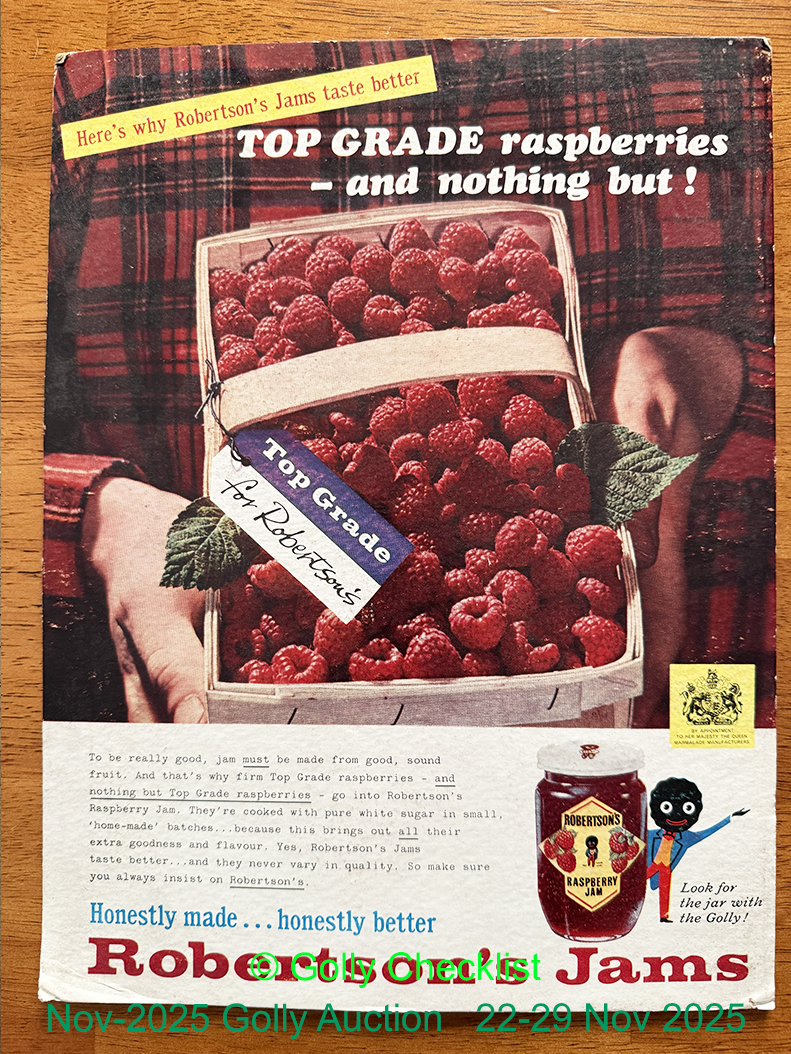 Here's why Robertson's Jams taste better
TOP GRADE raspberries
– and nothing but !
Top Grade
for Robertson's
BY APPOINTMENT
TO HER MAJESTY THE QUEEN
MARMALADE MANUFACTURERS
To be really good, jam must be made from good, sound
fruit. And that's why firm Top Grade raspberries – and
nothing but Top Grade raspberries – go into Robertson's
Raspberry Jam. They're cooked with pure white sugar in small,
'home-made' batches...because this brings out all their
extra goodness and flavour. Yes, Robertson's Jams
taste better...and they never vary in quality. So make sure
you always insist on Robertson's.
ROBERTSON'S
RASPBERRY
JAM
Look for
the jar with
the Golly!
Honestly made...honestly better
Robertson's Jams
© Golly Checklist
Nov-2025 Golly Auction 22-29 Nov 2025